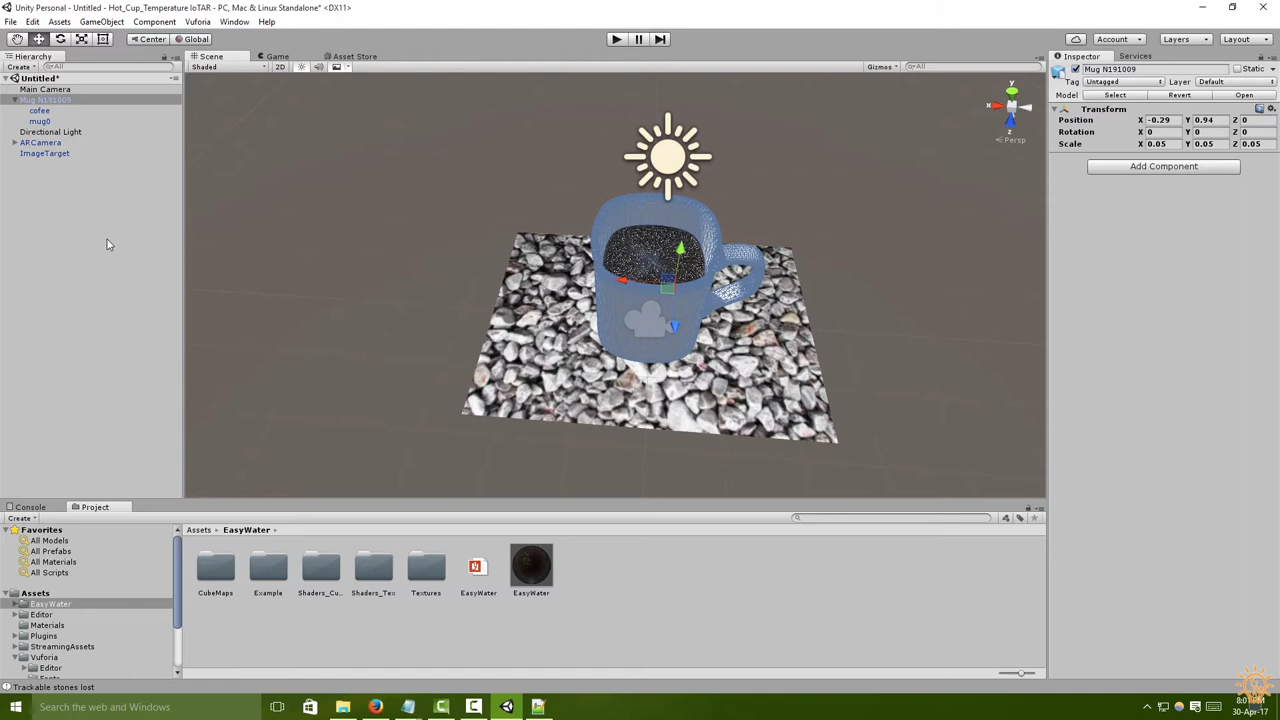 Unity Personal - Untitled - Hot_Cup_Temperature IoTAR - PC, Mac & Linux Standalone* <DX11>
File Edit Assets GameObject Component Vuforia Window Help
Center Global Account Layers Layout
Hierarchy Scene Game Asset Store Inspector Services
Create All Shaded 2D Gizmos All Mug N191009 Static
Untitled*
Tag Untagged Layer Default
Main Camera
Model Select Revert Open
Mug N191009
Transform
cofee
Position X -0.29 Y 0.94 Z 0
mug0
Rotation X 0 Y 0 Z 0
Directional Light
Scale X 0.05 Y 0.05 Z 0.05
ARCamera
ImageTarget
Add Component
y
x
z
Persp
Console Project
Create
Favorites
Assets EasyWater
All Models
All Prefabs
All Materials
All Scripts
Assets
CubeMaps Example Shaders_Cu... Shaders_Tex Textures EasyWater EasyWater
EasyWater
Editor
Materials
Plugins
StreamingAssets
Vuforia
Editor
Trackable stones lost
Search the web and Windows
30-Apr-17